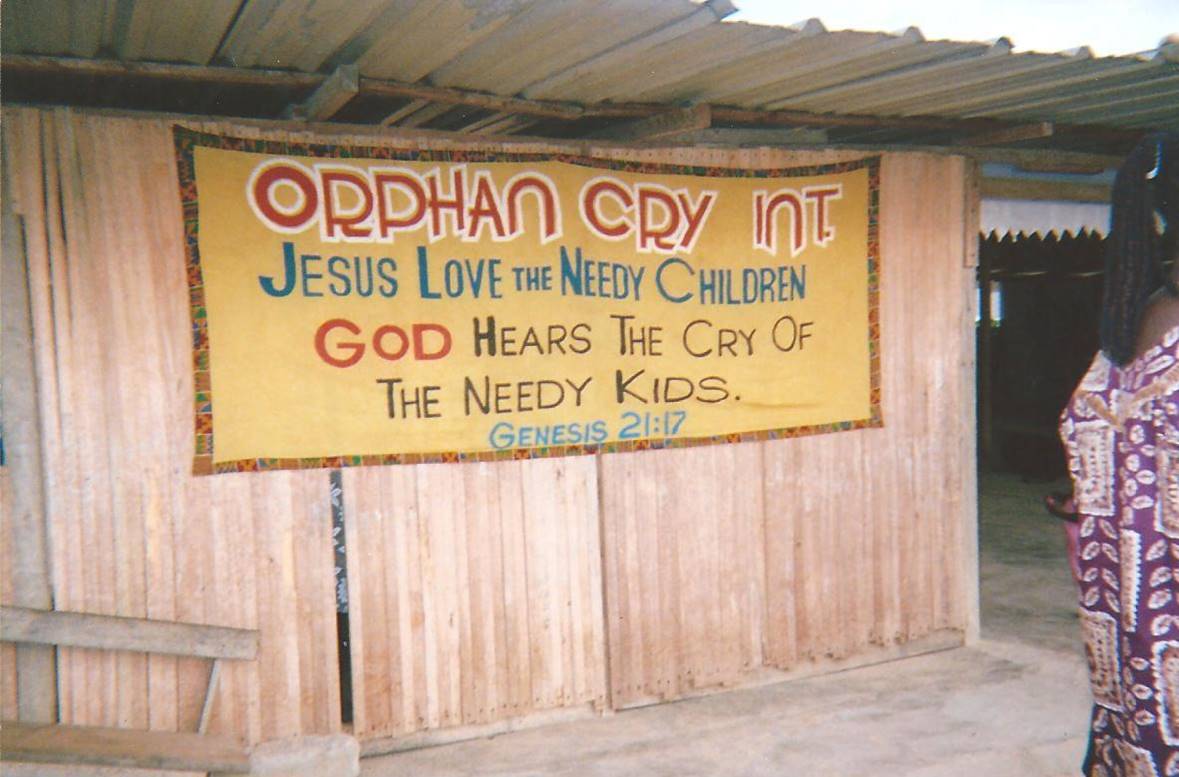 ORPHAN CRY INT.
JESUS LOVE THE NEEDY CHILDREN
GOD HEARS THE CRY OF
THE NEEDY KIDS.
GENESIS 21:17